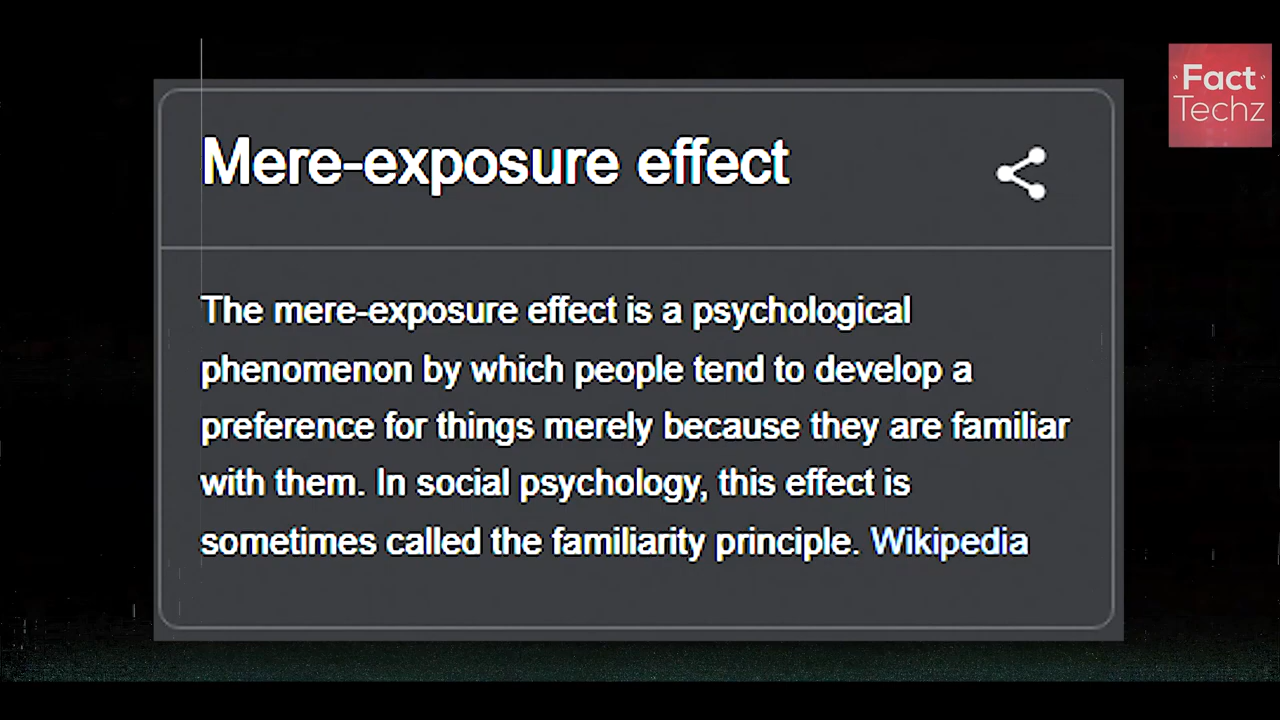 Fact
Techz
Mere-exposure effect
The mere-exposure effect is a psychological
phenomenon by which people tend to develop a
preference for things merely because they are familiar
with them. In social psychology, this effect is
sometimes called the familiarity principle. Wikipedia